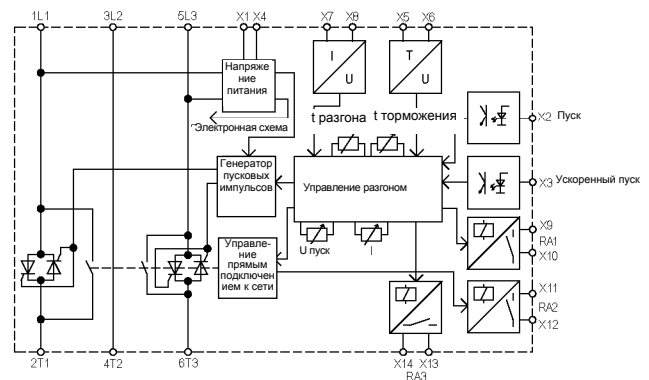 1L1 3L2 5L3 X1 X4 X7 X8 X5 X6
Напряже
ние
питания
I
U
T
U
t разгона t торможения
Электронная схема
X2 Пуск
Генератор
пусковых
импульсов
Управление разгоном
X3 Ускоренный пуск
U пуск I
Управле-
ние
прямым
подключен
ием к сети
X9
RA1
X10
X11
RA2
X12
2T1 4T2 6T3 X14 X13
RA3